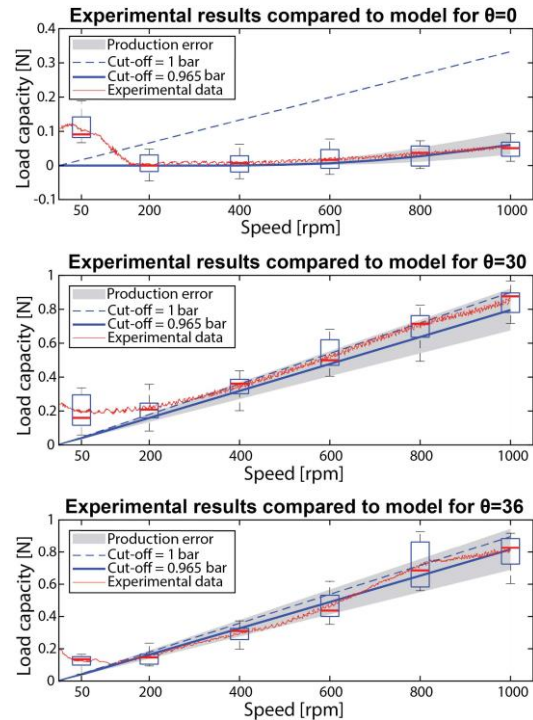 Experimental results compared to model for θ=0
Load capacity [N]
0.4
0.3
0.2
0.1
0
-0.1
Production error
Cut-off = 1 bar
Cut-off = 0.965 bar
Experimental data
50 200 400 600 800 1000
Speed [rpm]
Experimental results compared to model for θ=30
Load capacity [N]
1
0.8
0.6
0.4
0.2
0
Production error
Cut-off = 1 bar
Cut-off = 0.965 bar
Experimental data
50 200 400 600 800 1000
Speed [rpm]
Experimental results compared to model for θ=36
Load capacity [N]
1
0.8
0.6
0.4
0.2
0
Production error
Cut-off = 1 bar
Cut-off = 0.965 bar
Experimental data
50 200 400 600 800 1000
Speed [rpm]